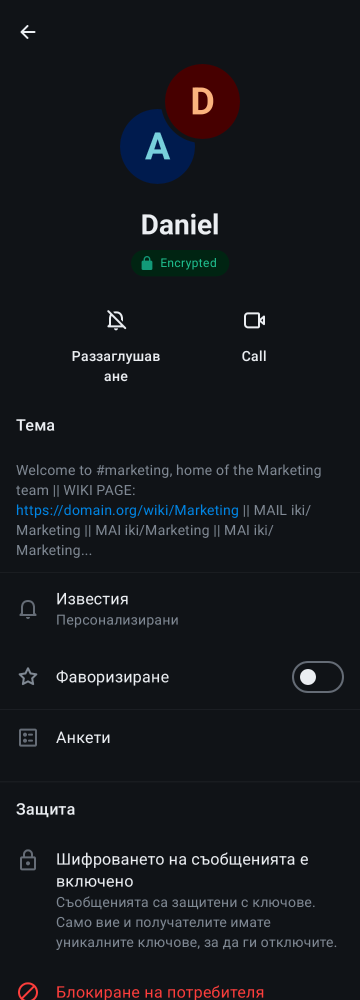 D
A
Daniel
Encrypted
Раззаглушав
ане
Call
Тема
Welcome to #marketing, home of the Marketing
team || WIKI PAGE:
https://domain.org/wiki/Marketing || MAIL iki/
Marketing || MAI iki/Marketing || MAI iki/
Marketing...
Известия
Персонализирани
Фаворизиране
Анкети
Защита
Шифроването на съобщенията е
включено
Съобщенията са защитени с ключове.
Само вие и получателите имате
уникалните ключове, за да ги отключите.
Блокиране на потребителя